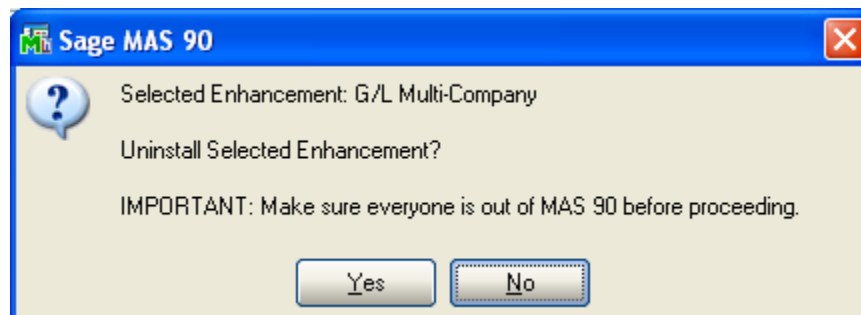 Sage MAS 90
Selected Enhancement: G/L Multi-Company
Uninstall Selected Enhancement?
IMPORTANT: Make sure everyone is out of MAS 90 before proceeding.
Yes No